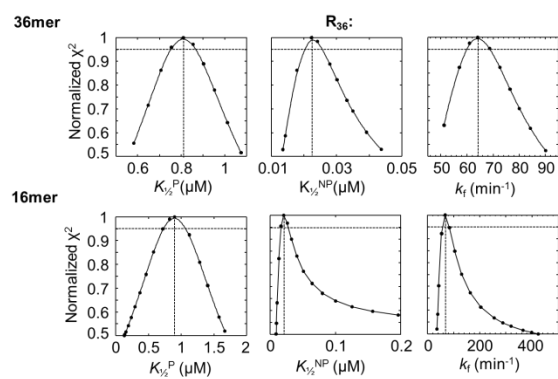 36mer
R36:
Normalized χ²
1
0.9
0.8
0.7
0.6
0.5
0.6 0.8 1
K½P (μM)
0.01 0.03 0.05
K½NP (μM)
50 60 70 80 90
kf (min-1)
16mer
Normalized χ²
1
0.9
0.8
0.7
0.6
0.5
0 0.5 1 1.5 2
K½P (μM)
0 0.1 0.2
K½NP (μM)
0 200 400
kf (min-1)